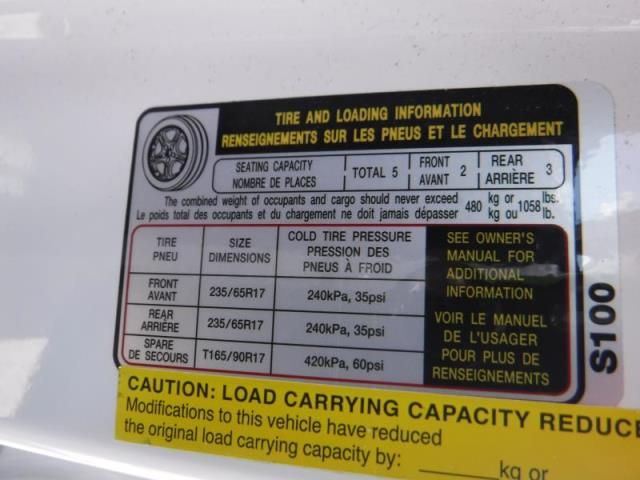 TIRE AND LOADING INFORMATION
RENSEIGNEMENTS SUR LES PNEUS ET LE CHARGEMENT
SEATING CAPACITY
NOMBRE DE PLACES
TOTAL 5
FRONT
AVANT 2
REAR
ARRIÈRE 3
The combined weight of occupants and cargo should never exceed 480 kg or 1058 lbs.
Le poids total des occupants et du chargement ne doit jamais dépasser kg ou lb.
TIRE
PNEU
SIZE
DIMENSIONS
COLD TIRE PRESSURE
PRESSION DES
PNEUS À FROID
FRONT
AVANT
235/65R17
240kPa, 35psi
REAR
ARRIÈRE
235/65R17
240kPa, 35psi
SPARE
DE SECOURS
T165/90R17
420kPa, 60psi
SEE OWNER'S
MANUAL FOR
ADDITIONAL
INFORMATION
VOIR LE MANUEL
DE L'USAGER
POUR PLUS DE
RENSEIGNEMENTS
S100
CAUTION: LOAD CARRYING CAPACITY REDUCE
Modifications to this vehicle have reduced
the original load carrying capacity by: ______kg or